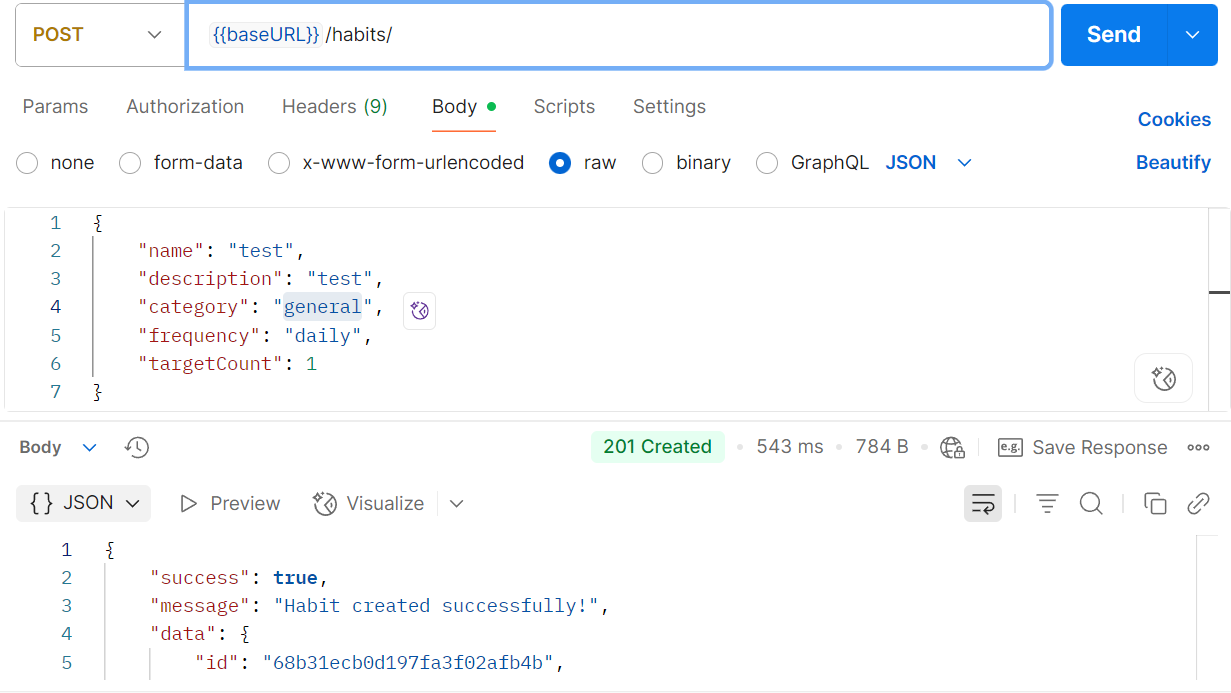 POST {{baseURL}} /habits/ Send
Params Authorization Headers (9) Body Scripts Settings Cookies
none form-data x-www-form-urlencoded raw binary GraphQL JSON Beautify
1 {
2 "name": "test",
3 "description": "test",
4 "category": "general",
5 "frequency": "daily",
6 "targetCount": 1
7 }
Body 201 Created 543 ms 784 B e.g. Save Response
{} JSON Preview Visualize
1 {
2 "success": true,
3 "message": "Habit created successfully!",
4 "data": {
5 "id": "68b31ecb0d197fa3f02afb4b",